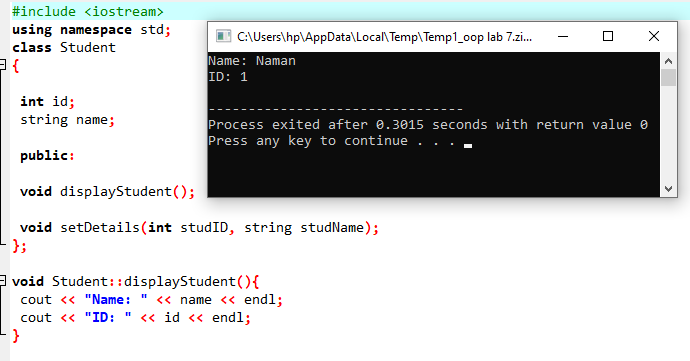 #include <iostream>
using namespace std;
class Student
{
int id;
string name;
public:
void displayStudent();
void setDetails(int studID, string studName);
};
void Student::displayStudent(){
cout << "Name: " << name << endl;
cout << "ID: " << id << endl;
}
C:\Users\hp\AppData\Local\Temp\Temp1_oop lab 7.zi...
Name: Naman
ID: 1
--------------------------------
Process exited after 0.3015 seconds with return value 0
Press any key to continue . . .